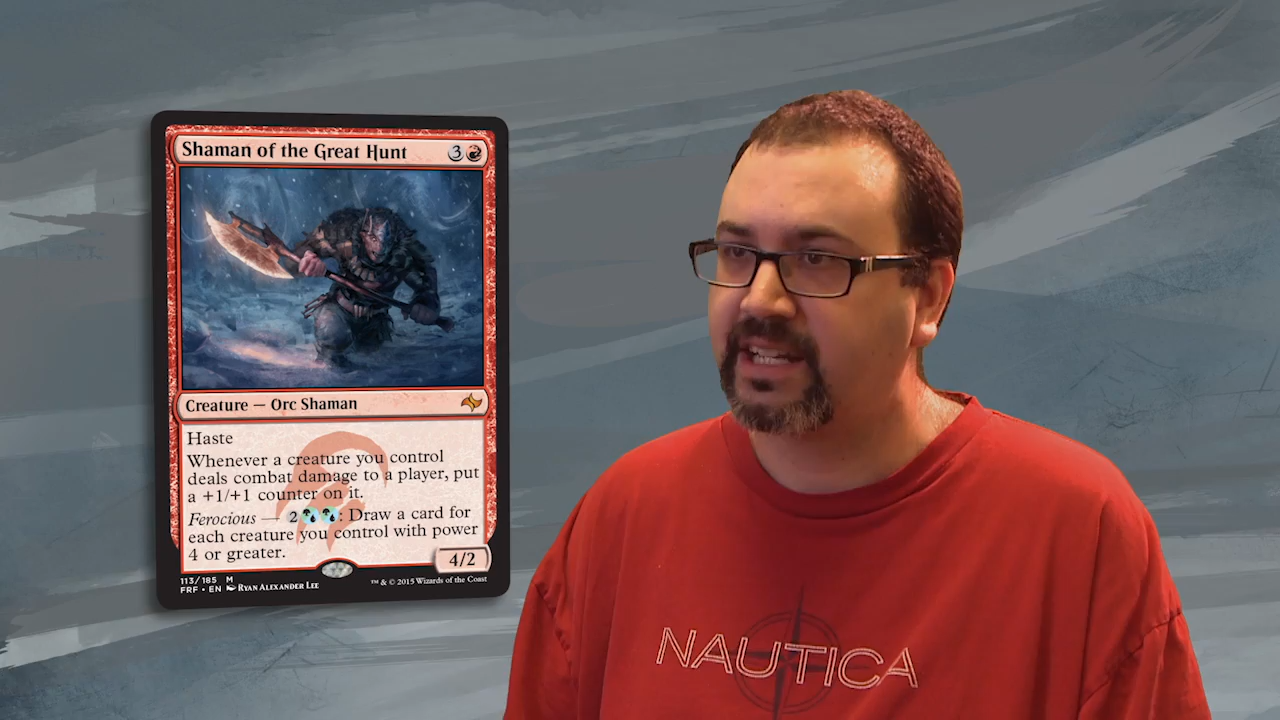 Shaman of the Great Hunt 3
Creature — Orc Shaman
Haste
Whenever a creature you control
deals combat damage to a player, put
a +1/+1 counter on it.
Ferocious — 2 : Draw a card for
each creature you control with power
4 or greater.
4/2
113/185 M
FRF • EN RYAN ALEXANDER LEE
™ & © 2015 Wizards of the Coast
NAUTICA